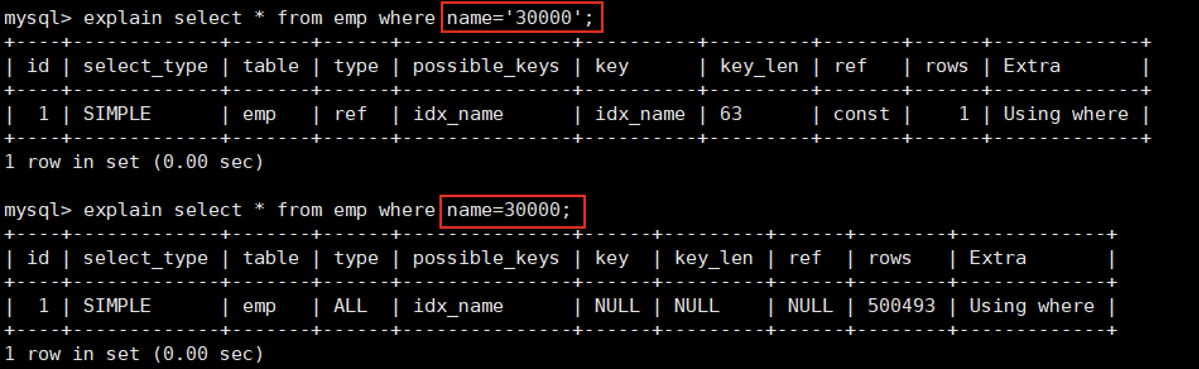 mysql> explain select * from emp where name='30000';
+----+-------------+-------+------+---------------+----------+---------+-------+------+-------------+
| id | select_type | table | type | possible_keys | key      | key_len | ref   | rows | Extra       |
+----+-------------+-------+------+---------------+----------+---------+-------+------+-------------+
|  1 | SIMPLE      | emp   | ref  | idx_name      | idx_name | 63      | const |    1 | Using where |
+----+-------------+-------+------+---------------+----------+---------+-------+------+-------------+
1 row in set (0.00 sec)
mysql> explain select * from emp where name=30000;
+----+-------------+-------+------+---------------+------+---------+------+--------+-------------+
| id | select_type | table | type | possible_keys | key  | key_len | ref  | rows   | Extra       |
+----+-------------+-------+------+---------------+------+---------+------+--------+-------------+
|  1 | SIMPLE      | emp   | ALL  | idx_name      | NULL | NULL    | NULL | 500493 | Using where |
+----+-------------+-------+------+---------------+------+---------+------+--------+-------------+
1 row in set (0.00 sec)